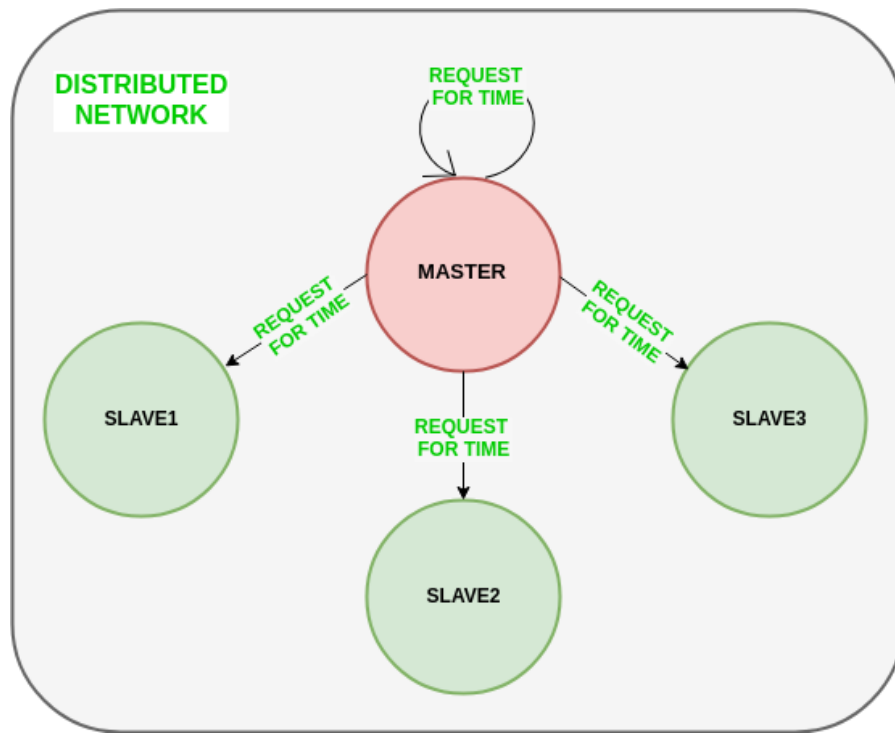 DISTRIBUTED
NETWORK
REQUEST
FOR TIME
MASTER
REQUEST
FOR TIME
REQUEST
FOR TIME
SLAVE1
REQUEST
FOR TIME
SLAVE3
SLAVE2